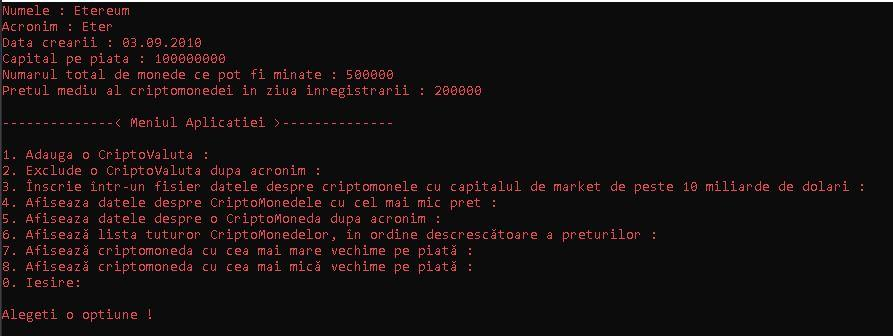 Numele : Etereum
Acronim : Eter
Data crearii : 03.09.2010
Capital pe piata : 100000000
Numarul total de monede ce pot fi minate : 500000
Pretul mediu al criptomonedei in ziua inregistrarii : 200000
--------------< Meniul Aplicatiei >--------------
1. Adauga o CriptoValuta :
2. Exclude o CriptoValuta dupa acronim :
3. Înscrie într-un fisier datele despre criptomonele cu capitalul de market de peste 10 miliarde de dolari :
4. Afiseaza datele despre CriptoMonedele cu cel mai mic pret :
5. Afiseaza datele despre o CriptoMoneda dupa acronim :
6. Afisează lista tuturor CriptoMonedelor, în ordine descrescătoare a preturilor :
7. Afisează criptomoneda cu cea mai mare vechime pe piată :
8. Afisează criptomoneda cu cea mai mică vechime pe piată :
0. Iesire:
Alegeti o optiune !